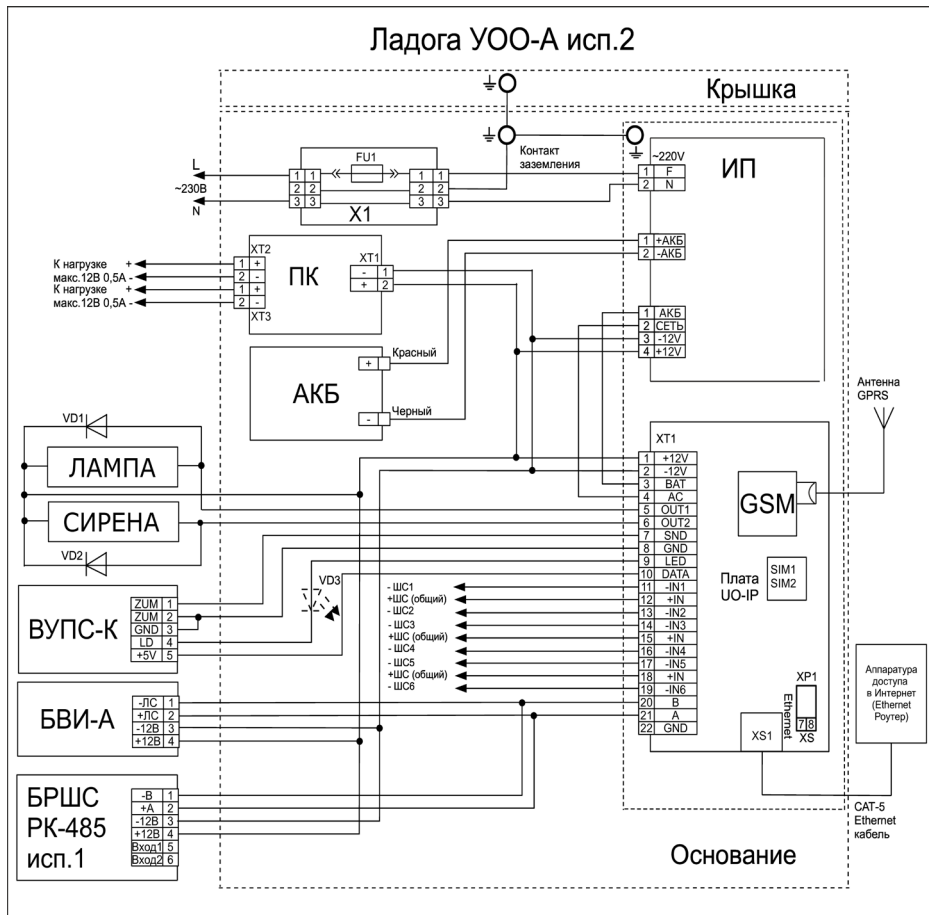 Ладога УОО-А исп.2
Крышка
Контакт
заземления
L
~230В
N
FU1
1 1
2 2
3 3
1 1
2 2
3 3
X1
~220V
1 F
2 N
ИП
1 +АКБ
2 -АКБ
1 АКБ
2 СЕТЬ
3 -12V
4 +12V
К нагрузке +
макс.12В 0,5А -
К нагрузке +
макс.12В 0,5А -
XT2
1 +
2 -
1 +
2 -
XT3
ПК
XT1
- 1
+ 2
АКБ
+
Красный
-
Черный
Антенна
GPRS
VD1
ЛАМПА
СИРЕНА
VD2
XT1
1 +12V
2 -12V
3 BAT
4 AC
5 OUT1
6 OUT2
7 SND
8 GND
9 LED
10 DATA
11 -IN1
12 +IN
13 -IN2
14 -IN3
15 +IN
16 -IN4
17 -IN5
18 +IN
19 -IN6
20 B
21 A
22 GND
GSM
SIM1
SIM2
Плата
UO-IP
VD3
- ШС1
+ШС (общий)
- ШС2
- ШС3
+ШС (общий)
- ШС4
- ШС5
+ШС (общий)
- ШС6
ВУПС-К
ZUM 1
ZUM 2
GND 3
LD 4
+5V 5
БВИ-А
-ЛС 1
+ЛС 2
-12В 3
+12В 4
БРШС
РК-485
исп.1
-В 1
+А 2
-12В 3
+12В 4
Вход1 5
Вход2 6
XP1
7 8
XS
Ethernet
XS1
Аппаратура
доступа
в Интернет
(Ethernet
Роутер)
CAT-5
Ethernet
кабель
Основание